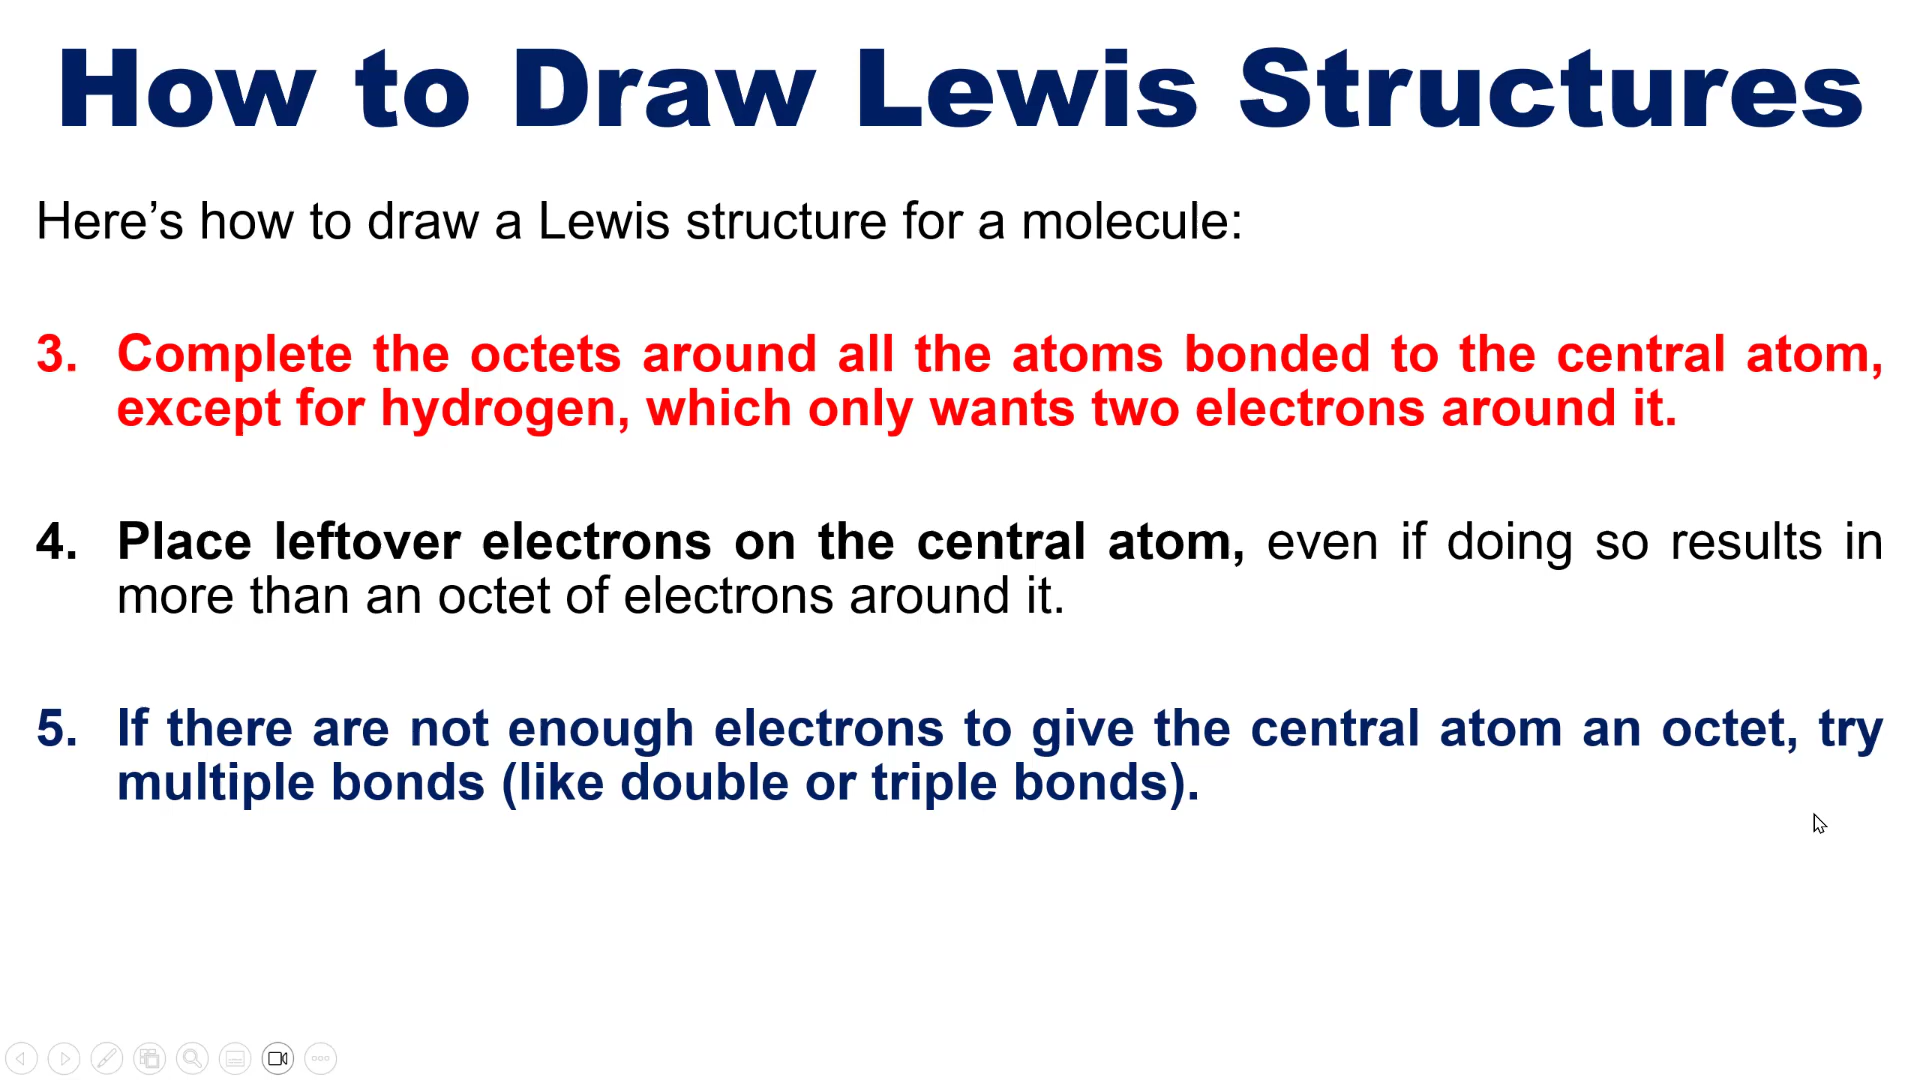 How to Draw Lewis Structures
Here’s how to draw a Lewis structure for a molecule:
3. Complete the octets around all the atoms bonded to the central atom,
except for hydrogen, which only wants two electrons around it.
4. Place leftover electrons on the central atom, even if doing so results in
more than an octet of electrons around it.
5. If there are not enough electrons to give the central atom an octet, try
multiple bonds (like double or triple bonds).